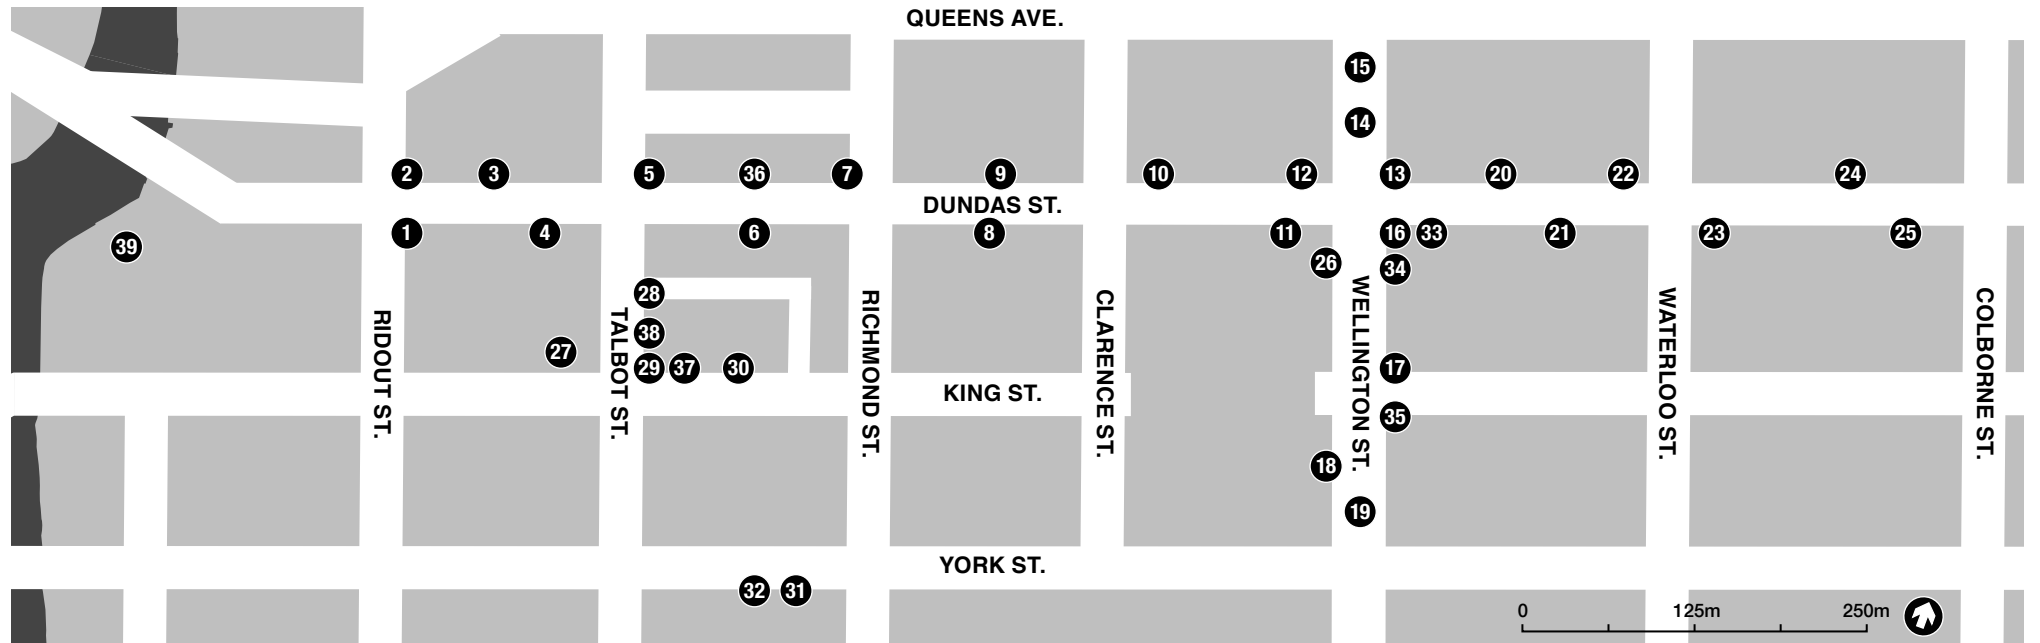 QUEENS AVE.
15
14
2 3 5 36 7 9 10 12 13 20 22 24
DUNDAS ST.
1 4 6 8 11 16 33 21 23 25
39
26
34
28
38
27
29 37 30
17
RIDOUT ST.
TALBOT ST.
RICHMOND ST.
CLARENCE ST.
WELLINGTON ST.
WATERLOO ST.
COLBORNE ST.
KING ST.
35
18
19
YORK ST.
32 31
0 125m 250m